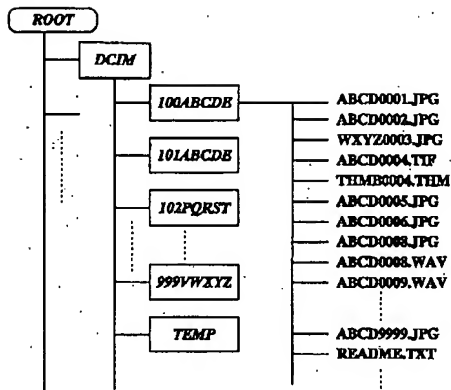 ROOT
DCIM
100ABCDE
ABCD0001.JPG
ABCD0002.JPG
101ABCDE
WXYZ0003.JPG
ABCD0004.TIF
THMB0004.THM
102PQRST
ABCD0005.JPG
ABCD0006.JPG
ABCD0008.JPG
ABCD0008.WAV
999VWXYZ
ABCD0009.WAV
TEMP
ABCD9999.JPG
README.TXT